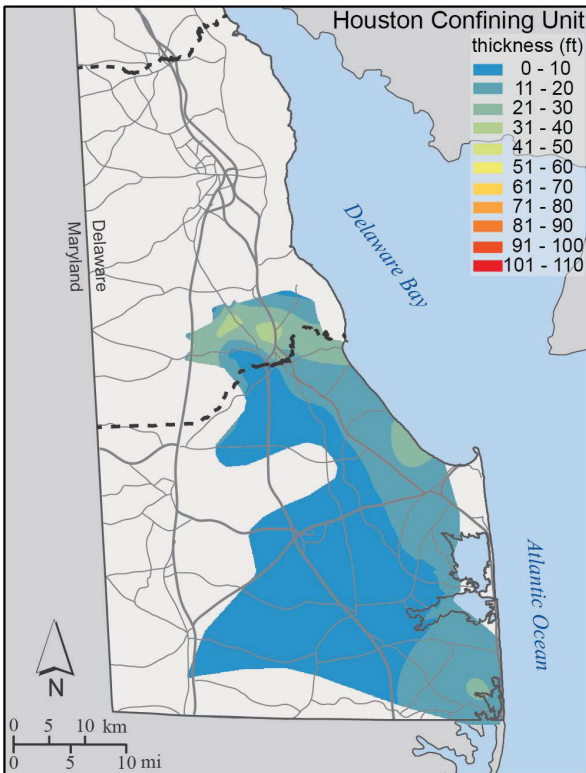 Houston Confining Unit
thickness (ft)
0 - 10
11 - 20
21 - 30
31 - 40
41 - 50
51 - 60
61 - 70
71 - 80
81 - 90
91 - 100
101 - 110
Delaware Bay
Delaware
Maryland
Atlantic Ocean
N
0 5 10 km
0 10 mi